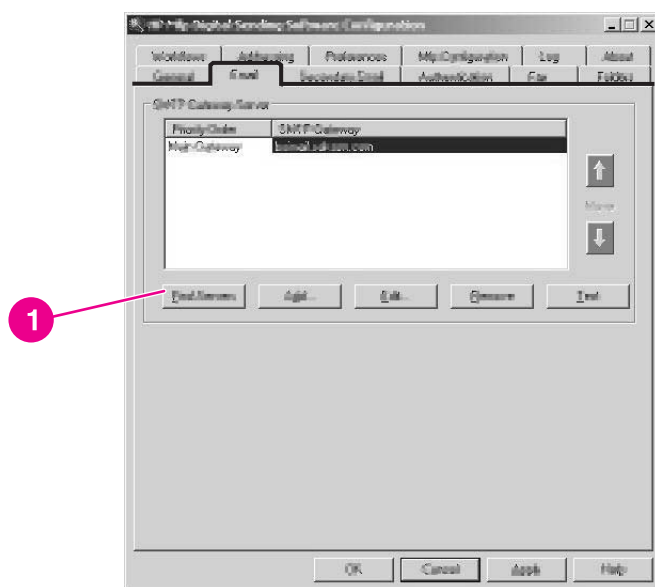 HP Mfp Digital Sending Software Configuration
Workflows Addressing Preferences Mfp Configuration Log About
General Email Secondary Email Authentication Fax Folders
SMTP Gateway Server
Priority Order SMTP Gateway
Main Gateway
Find Servers Add... Edit... Remove Test
Move
1
OK Cancel Apply Help